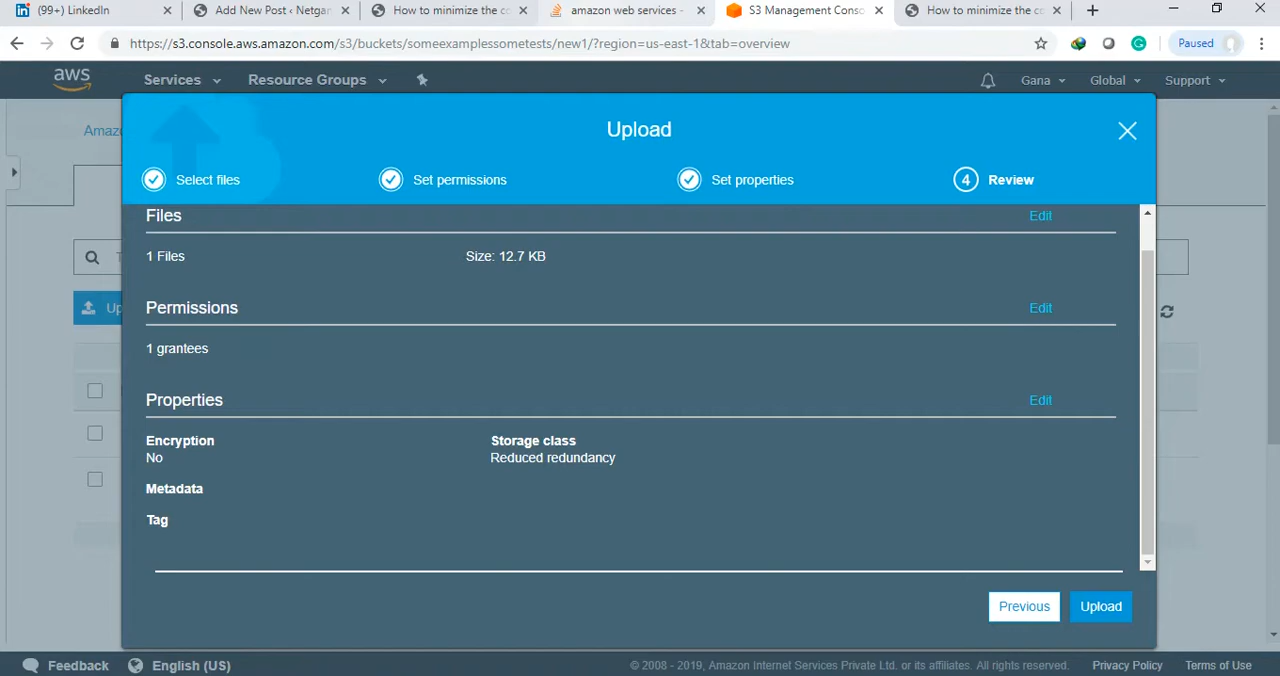 (99+) LinkedIn
Add New Post ‹ Netgan
How to minimize the co
amazon web services -
S3 Management Conso
How to minimize the co
https://s3.console.aws.amazon.com/s3/buckets/someexamplessometests/new1/?region=us-east-1&tab=overview
Paused
aws
Services
Resource Groups
Gana
Global
Support
Amazo
Upload
Select files
Set permissions
Set properties
4 Review
Files
Edit
1 Files
Size: 12.7 KB
Up
Permissions
Edit
1 grantees
Properties
Edit
Encryption
No
Storage class
Reduced redundancy
Metadata
Tag
Previous
Upload
Feedback
English (US)
© 2008 - 2019, Amazon Internet Services Private Ltd. or its affiliates. All rights reserved.
Privacy Policy
Terms of Use